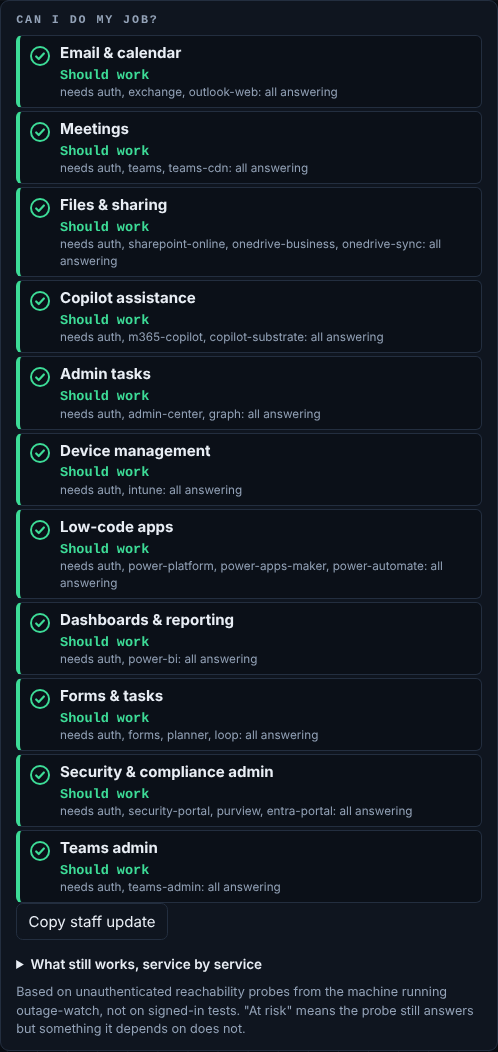 CAN I DO MY JOB?
Email & calendar
Should work
needs auth, exchange, outlook-web: all answering
Meetings
Should work
needs auth, teams, teams-cdn: all answering
Files & sharing
Should work
needs auth, sharepoint-online, onedrive-business, onedrive-sync: all
answering
Copilot assistance
Should work
needs auth, m365-copilot, copilot-substrate: all answering
Admin tasks
Should work
needs auth, admin-center, graph: all answering
Device management
Should work
needs auth, intune: all answering
Low-code apps
Should work
needs auth, power-platform, power-apps-maker, power-automate: all
answering
Dashboards & reporting
Should work
needs auth, power-bi: all answering
Forms & tasks
Should work
needs auth, forms, planner, loop: all answering
Security & compliance admin
Should work
needs auth, security-portal, purview, entra-portal: all answering
Teams admin
Should work
needs auth, teams-admin: all answering
Copy staff update
What still works, service by service
Based on unauthenticated reachability probes from the machine running
outage-watch, not on signed-in tests. "At risk" means the probe still answers
but something it depends on does not.